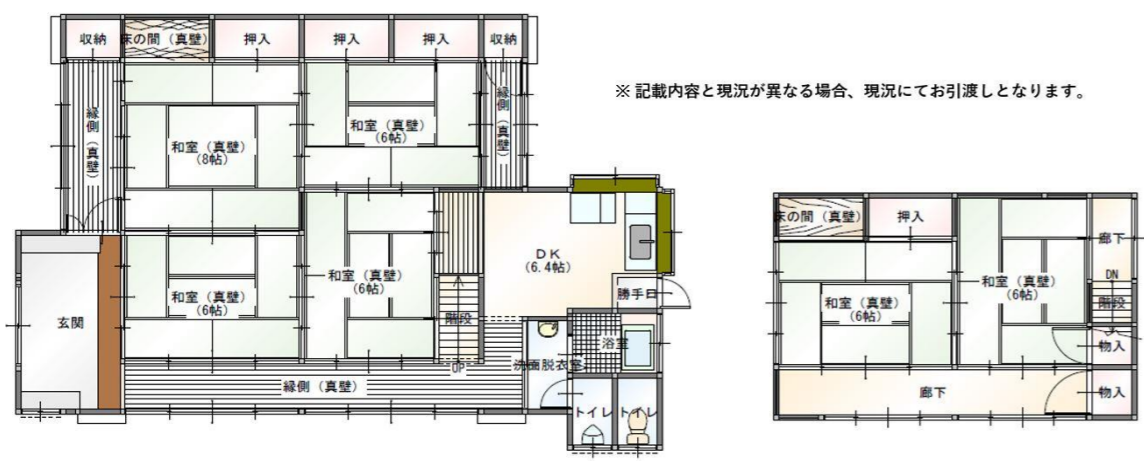 収納
床の間（真壁）
押入
押入
押入
収納
※ 記載内容と現況が異なる場合、現況にてお引渡しとなります。
縁側（真壁）
和室（真壁）
(8帖)
和室（真壁）
(6帖)
縁側（真壁）
玄関
和室（真壁）
(6帖)
和室（真壁）
(6帖)
DK
(6.4帖)
勝手口
階段
UP
浴室
洗面脱衣室
縁側（真壁）
トイレ
トイレ
床の間（真壁）
押入
廊下
和室（真壁）
(6帖)
DN
階段
和室（真壁）
(6帖)
物入
廊下
物入